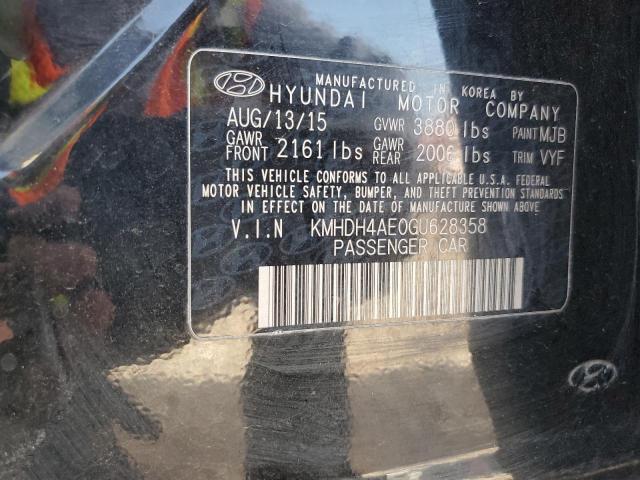 MANUFACTURED IN KOREA BY
HYUNDAI MOTOR COMPANY
AUG/13/15 GVWR 3880 lbs PAINT MJB
GAWR FRONT 2161 lbs GAWR REAR 2006 lbs TRIM VYF
THIS VEHICLE CONFORMS TO ALL APPLICABLE U.S.A. FEDERAL
MOTOR VEHICLE SAFETY, BUMPER, AND THEFT PREVENTION STANDARDS
IN EFFECT ON THE DATE OF MANUFACTURE SHOWN ABOVE.
V.I.N KMHDH4AE0GU628358
PASSENGER CAR